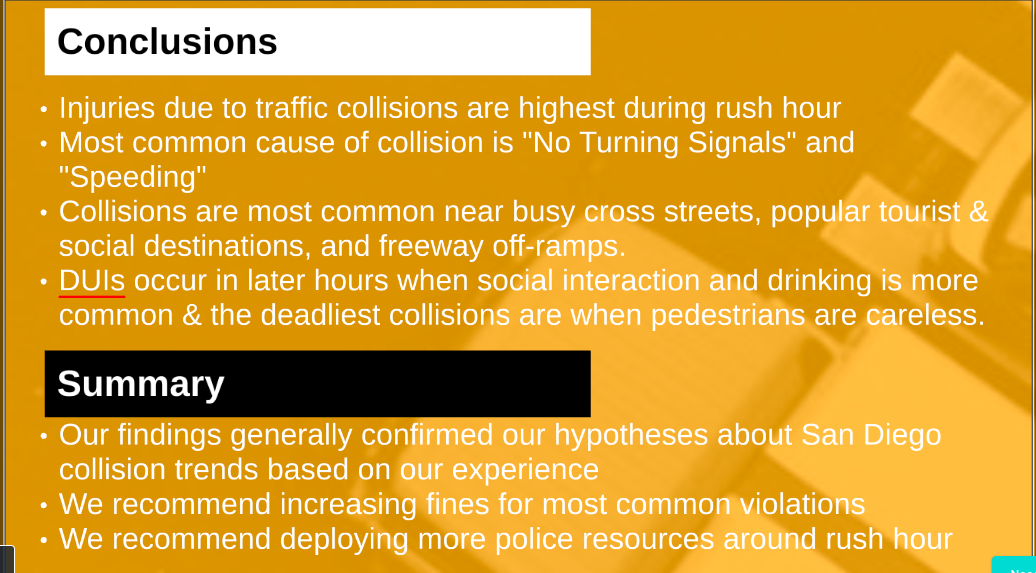 Conclusions
• Injuries due to traffic collisions are highest during rush hour
• Most common cause of collision is "No Turning Signals" and
"Speeding"
• Collisions are most common near busy cross streets, popular tourist &
social destinations, and freeway off-ramps.
• DUIs occur in later hours when social interaction and drinking is more
common & the deadliest collisions are when pedestrians are careless.
Summary
• Our findings generally confirmed our hypotheses about San Diego
collision trends based on our experience
• We recommend increasing fines for most common violations
• We recommend deploying more police resources around rush hour